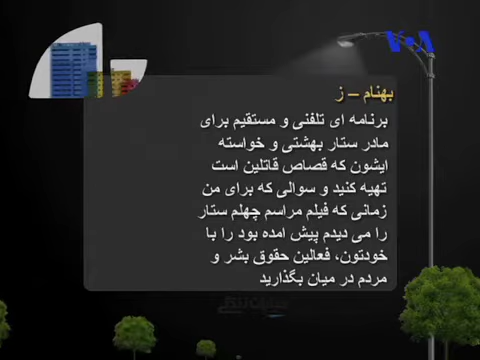 VOA
بهنام – ز
برنامه ای تلفنی و مستقیم برای
مادر ستار بهشتی و خواسته
ایشون که قصاص قاتلین است
تهیه کنید و سوالی که برای من
زمانی که فیلم مراسم چهلم ستار
را می دیدم پیش امده بود را با
خودتون، فعالین حقوق بشر و
مردم در میان بگذارید